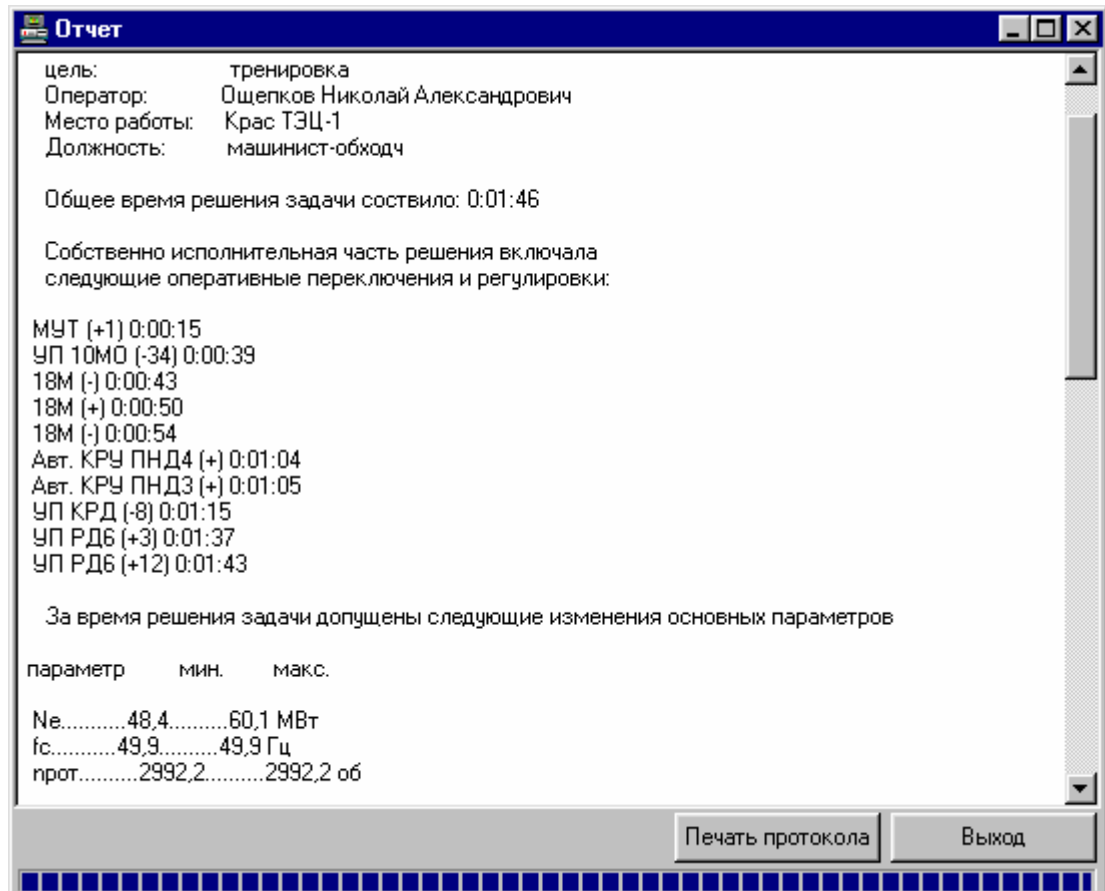 Отчет
цель: тренировка
Оператор: Ощепков Николай Александрович
Место работы: Крас ТЭЦ-1
Должность: машинист-обходч
Общее время решения задачи соствило: 0:01:46
Собственно исполнительная часть решения включала
следующие оперативные переключения и регулировки:
МУТ (+1) 0:00:15
УП 10МО (-34) 0:00:39
18М (-) 0:00:43
18М (+) 0:00:50
18М (-) 0:00:54
Авт. КРУ ПНД4 (+) 0:01:04
Авт. КРУ ПНД3 (+) 0:01:05
УП КРД (-8) 0:01:15
УП РД6 (+3) 0:01:37
УП РД6 (+12) 0:01:43
За время решения задачи допущены следующие изменения основных параметров
параметр мин. макс.
Ne...........48,4..........60,1 МВт
fc...........49,9..........49,9 Гц
nрот..........2992,2..........2992,2 об
Печать протокола Выход